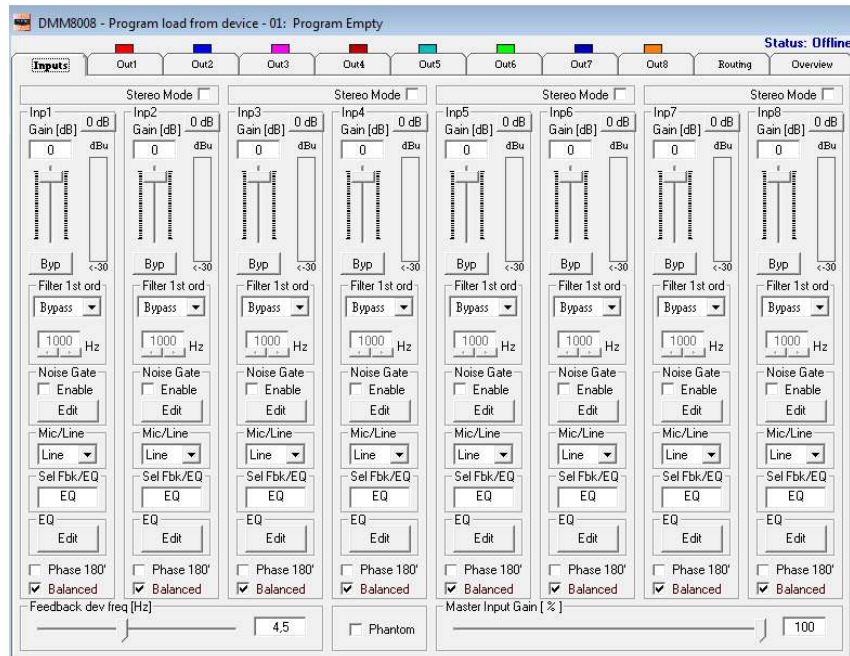 DMM8008 - Program load from device - 01: Program Empty
Status: Offline
Inputs Out1 Out2 Out3 Out4 Out5 Out6 Out7 Out8 Routing Overview
Stereo Mode Stereo Mode Stereo Mode Stereo Mode
Inp1 Inp2 Inp3 Inp4 Inp5 Inp6 Inp7 Inp8
Gain [dB] 0 dB Gain [dB] 0 dB Gain [dB] 0 dB Gain [dB] 0 dB Gain [dB] 0 dB Gain [dB] 0 dB Gain [dB] 0 dB Gain [dB] 0 dB
0 dBu 0 dBu 0 dBu 0 dBu 0 dBu 0 dBu 0 dBu 0 dBu
Byp <-30 Byp <-30 Byp <-30 Byp <-30 Byp <-30 Byp <-30 Byp <-30 Byp <-30
Filter 1st ord Filter 1st ord Filter 1st ord Filter 1st ord Filter 1st ord Filter 1st ord Filter 1st ord Filter 1st ord
Bypass Bypass Bypass Bypass Bypass Bypass Bypass Bypass
1000 Hz 1000 Hz 1000 Hz 1000 Hz 1000 Hz 1000 Hz 1000 Hz 1000 Hz
Noise Gate Noise Gate Noise Gate Noise Gate Noise Gate Noise Gate Noise Gate Noise Gate
Enable Enable Enable Enable Enable Enable Enable Enable
Edit Edit Edit Edit Edit Edit Edit Edit
Mic/Line Mic/Line Mic/Line Mic/Line Mic/Line Mic/Line Mic/Line Mic/Line
Line Line Line Line Line Line Line Line
Sel Fbk/EQ Sel Fbk/EQ Sel Fbk/EQ Sel Fbk/EQ Sel Fbk/EQ Sel Fbk/EQ Sel Fbk/EQ Sel Fbk/EQ
EQ EQ EQ EQ EQ EQ EQ EQ
EQ EQ EQ EQ EQ EQ EQ EQ
Edit Edit Edit Edit Edit Edit Edit Edit
Phase 180' Phase 180' Phase 180' Phase 180' Phase 180' Phase 180' Phase 180' Phase 180'
Balanced Balanced Balanced Balanced Balanced Balanced Balanced Balanced
Feedback dev freq [Hz] Master Input Gain [ % ]
4,5 Phantom 100